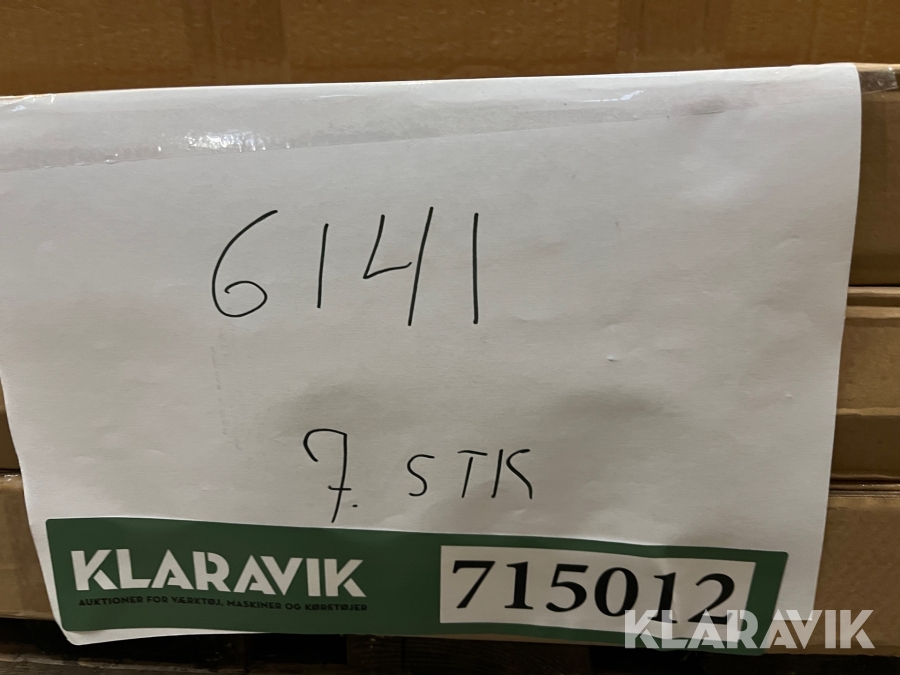 6141
7. STK
KLARAVIK
AUKTIONER FOR VÆRKTØJ, MASKINER OG KØRETØJER
715012
KLARAVIK